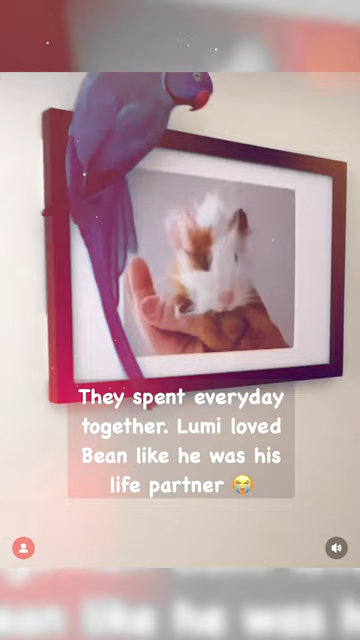 They spent everyday
together. Lumi loved
Bean like he was his
life partner 😭